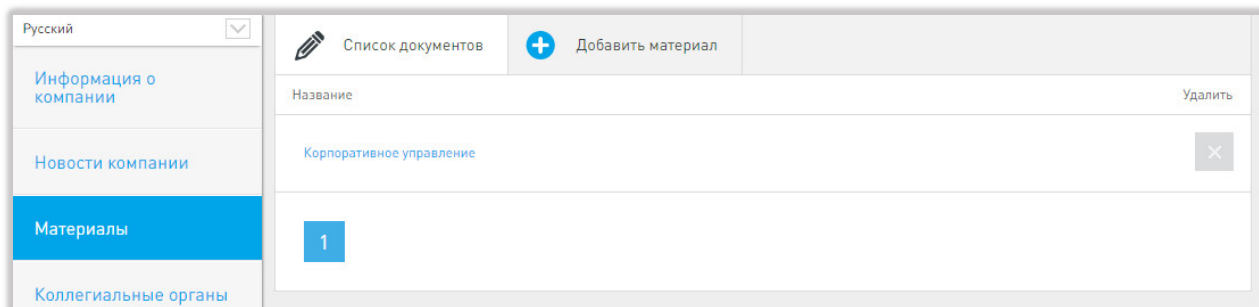 Русский
Информация о
компании
Новости компании
Материалы
Коллегиальные органы
Список документов
Добавить материал
Название
Удалить
Корпоративное управление
1